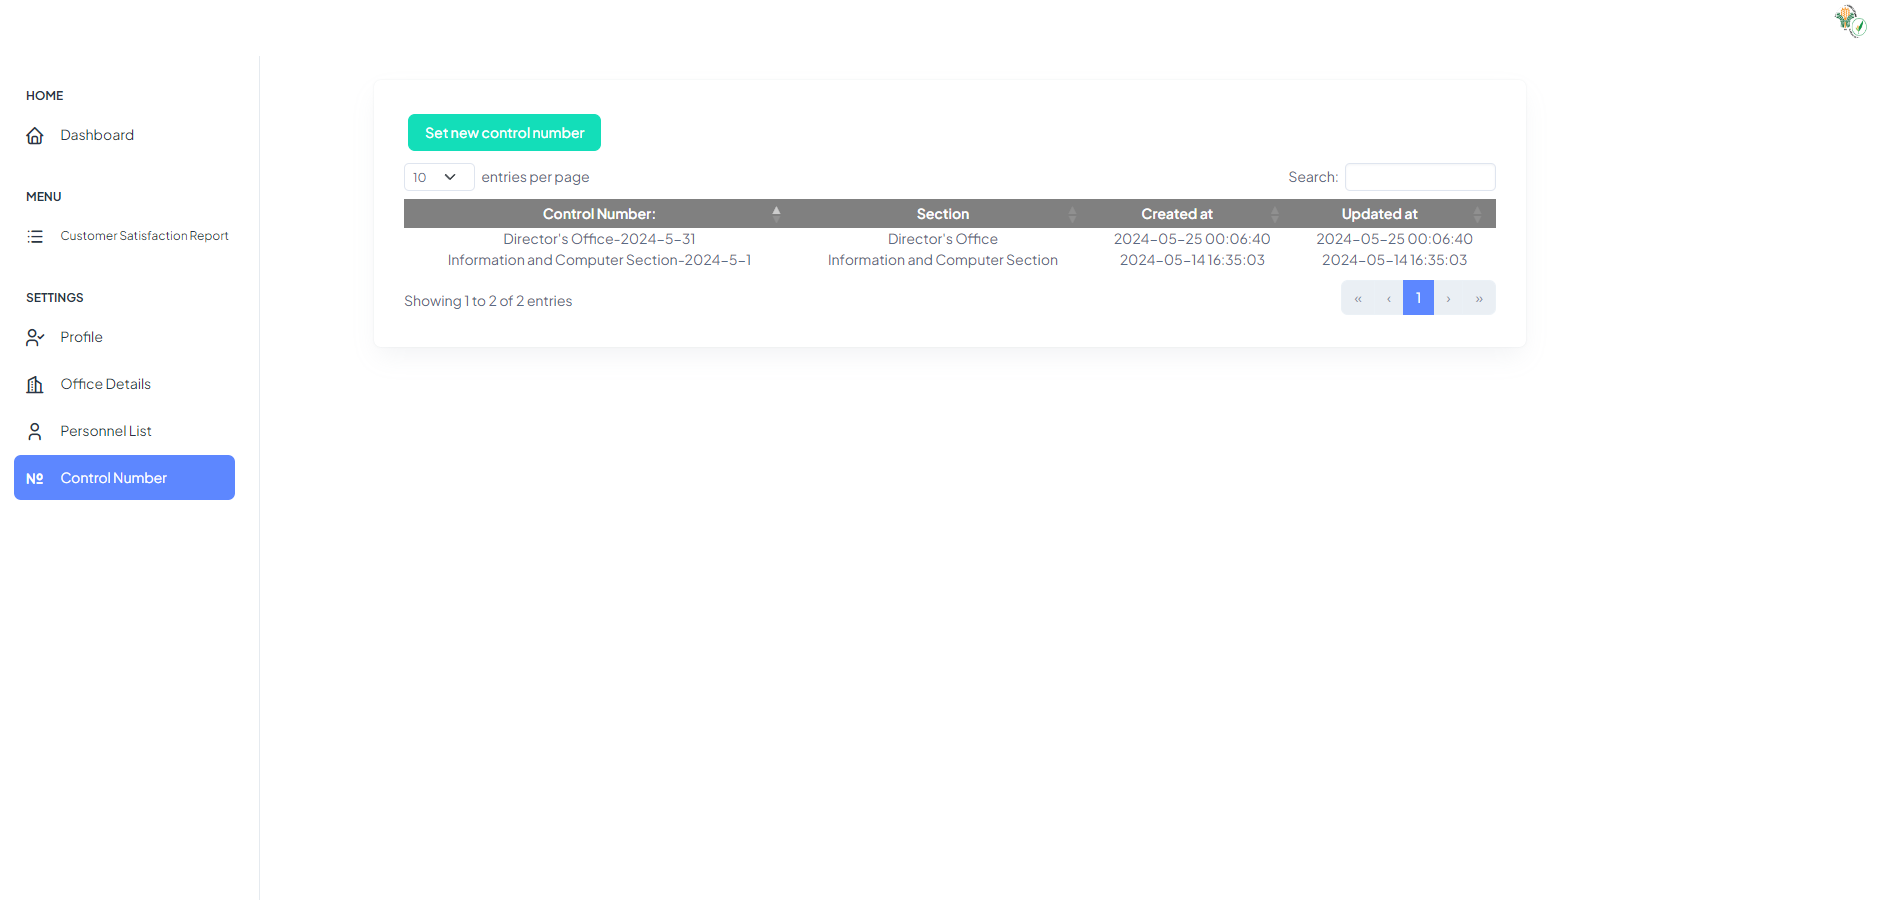 HOME
Dashboard
MENU
Customer Satisfaction Report
SETTINGS
Profile
Office Details
Personnel List
Nº Control Number
Set new control number
10 entries per page Search:
Control Number: Section Created at Updated at
Director's Office-2024-5-31 Director's Office 2024-05-25 00:06:40 2024-05-25 00:06:40
Information and Computer Section-2024-5-1 Information and Computer Section 2024-05-14 16:35:03 2024-05-14 16:35:03
Showing 1 to 2 of 2 entries « ‹ 1 › »